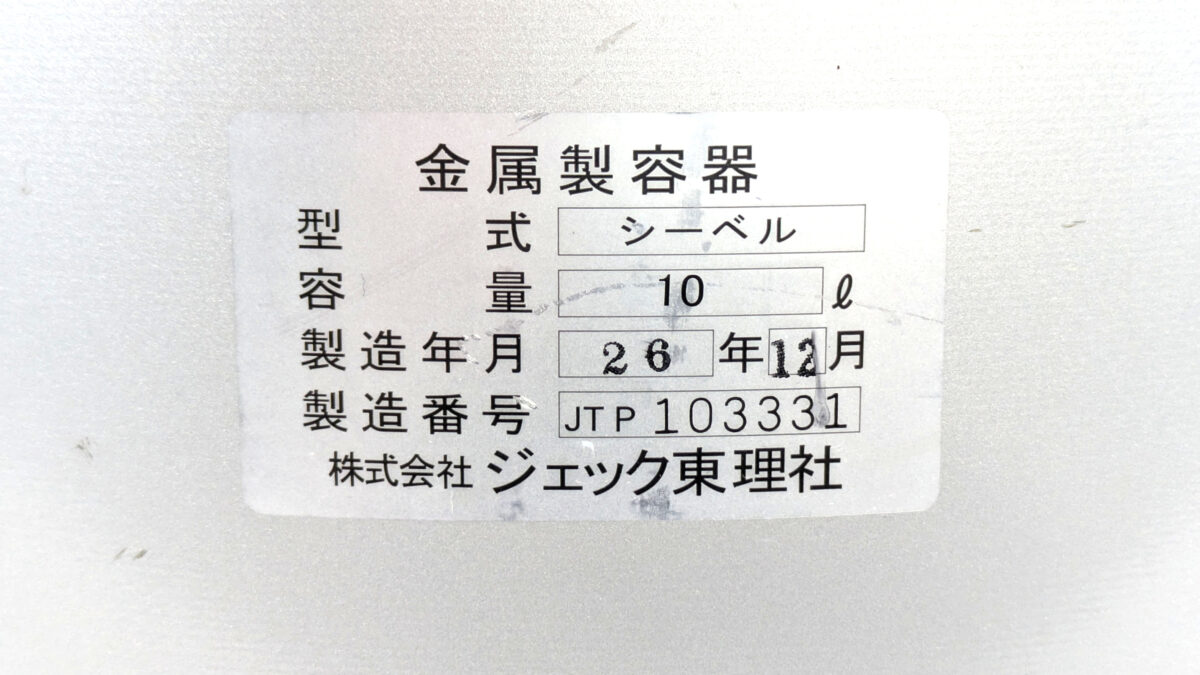 金属製容器
型式 シーベル
容量 10 ℓ
製造年月 26年12月
製造番号 JTP103331
株式会社 ジェック東理社